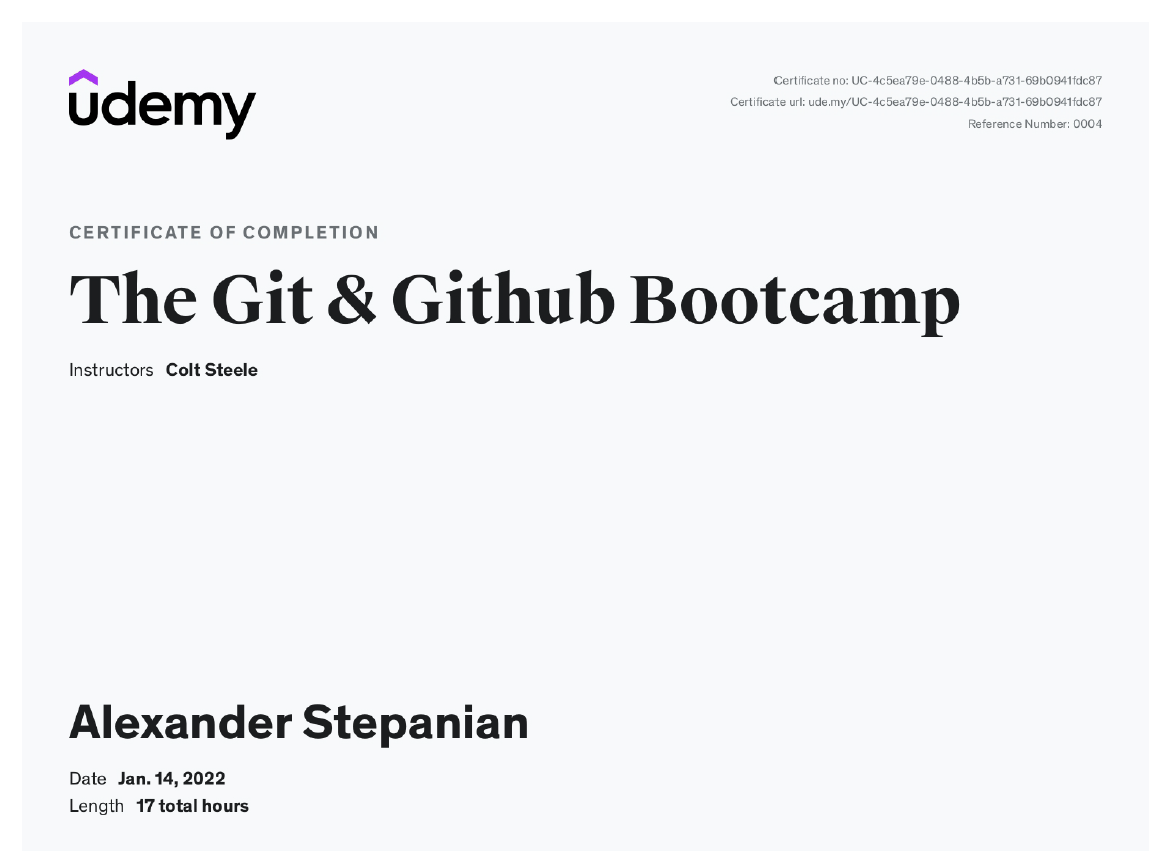 udemy
Certificate no: UC-4c5ea79e-0488-4b5b-a731-69b0941fdc87
Certificate url: ude.my/UC-4c5ea79e-0488-4b5b-a731-69b0941fdc87
Reference Number: 0004
CERTIFICATE OF COMPLETION
The Git & Github Bootcamp
Instructors Colt Steele
Alexander Stepanian
Date Jan. 14, 2022
Length 17 total hours